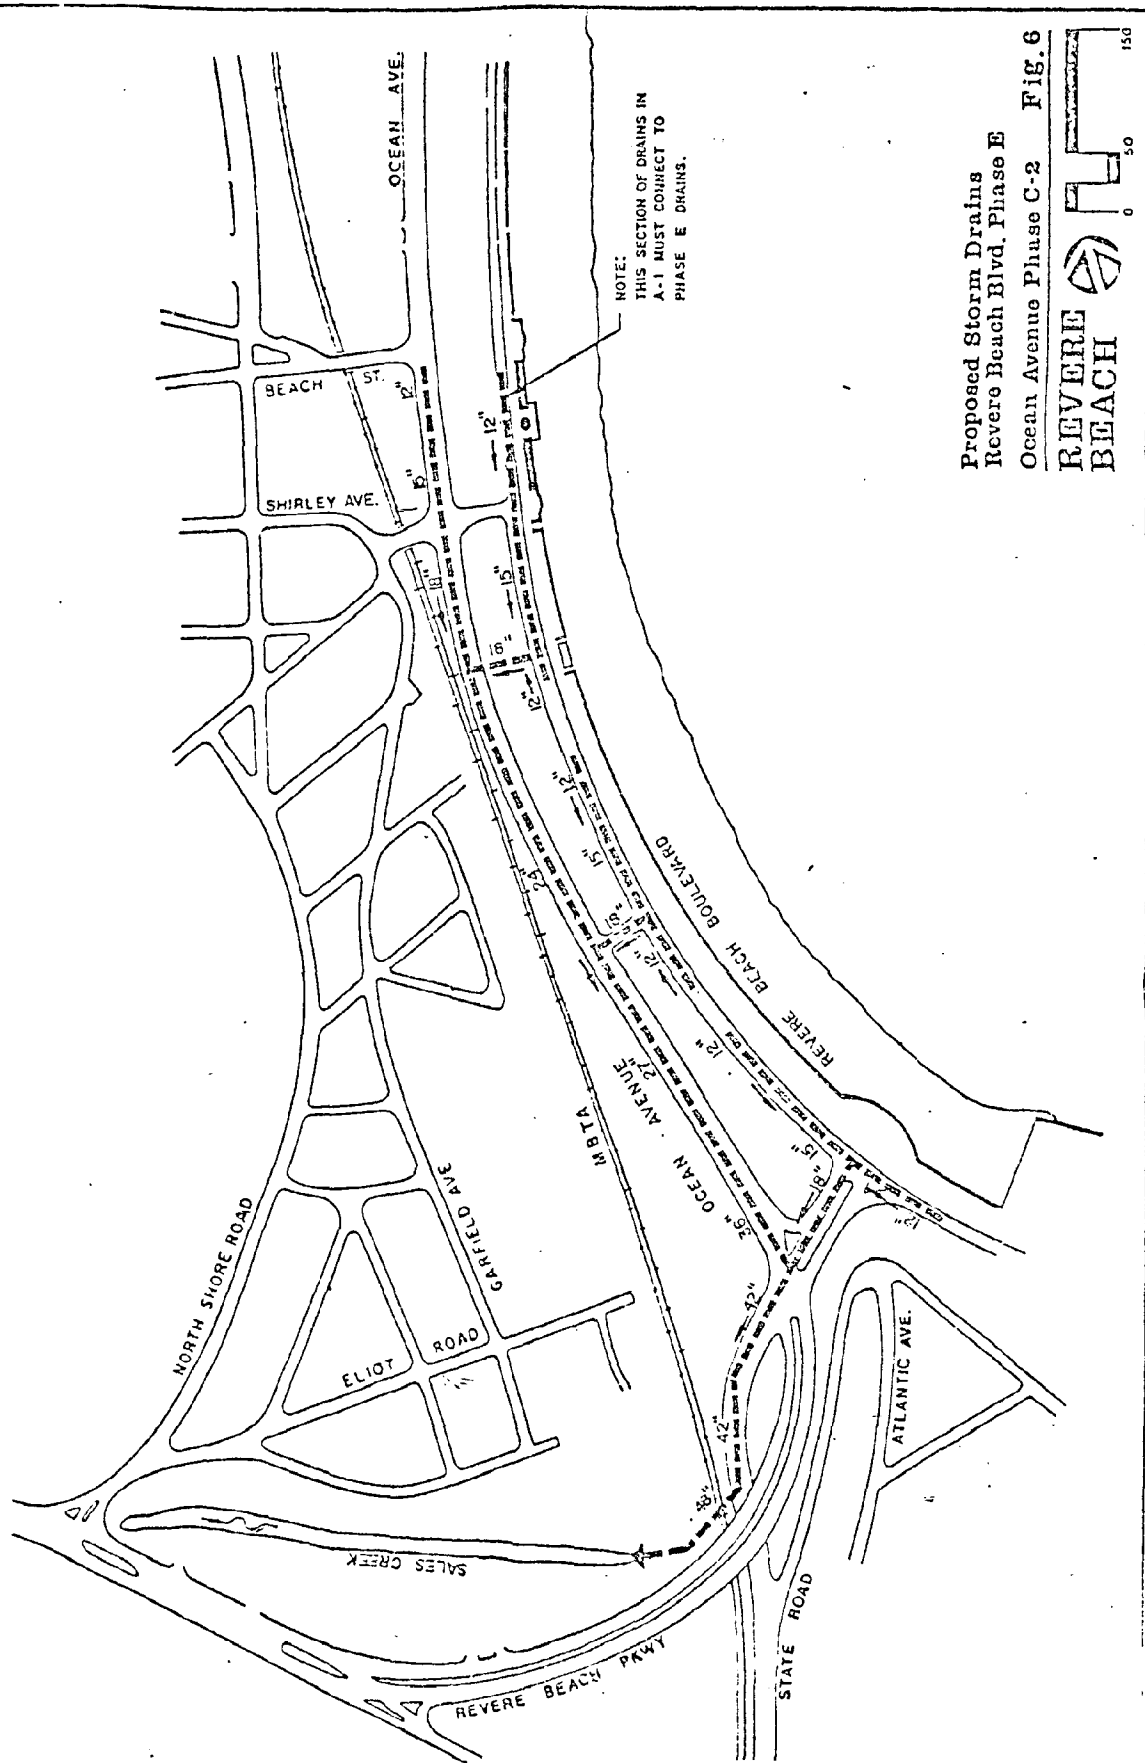 OCEAN AVE.
NOTE:
THIS SECTION OF DRAINS IN
A-1 MUST CONNECT TO
PHASE E DRAINS.
BEACH ST.
12"
15"
12"
SHIRLEY AVE.
18"
15"
18"
12"
12"
15"
24"
18"
12"
REVERE BEACH BOULEVARD
12"
MBTA
OCEAN AVENUE
27"
36"
15"
18"
12"
NORTH SHORE ROAD
GARFIELD AVE
ELIOT ROAD
42"
42"
48"
ATLANTIC AVE.
SALES CREEK
REVERE BEACH PKWY
STATE ROAD
Proposed Storm Drains
Revere Beach Blvd. Phase E
Ocean Avenue Phase C-2 Fig. 6
REVERE
BEACH
0 50 150